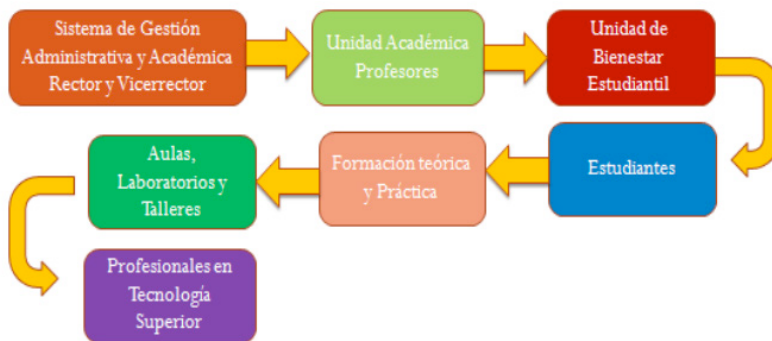 Sistema de Gestión
Administrativa y Académica
Rector y Vicerrector
Unidad Académica
Profesores
Unidad de
Bienestar
Estudiantil
Estudiantes
Formación teórica
y Práctica
Aulas,
Laboratorios y
Talleres
Profesionales en
Tecnología
Superior